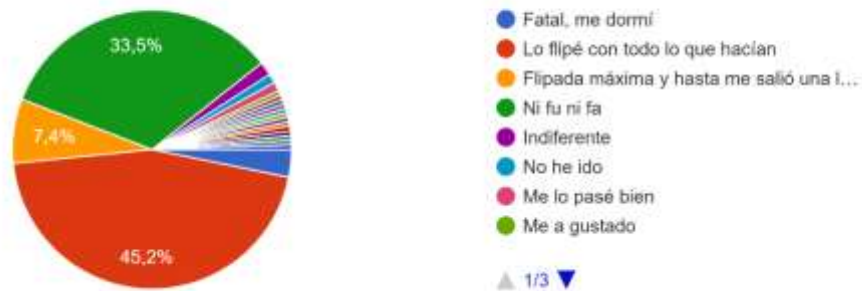 33,5%
7,4%
45,2%
Fatal, me dormí
Lo flipé con todo lo que hacían
Flipada máxima y hasta me salió una l…
Ni fu ni fa
Indiferente
No he ido
Me lo pasé bien
Me a gustado
1/3